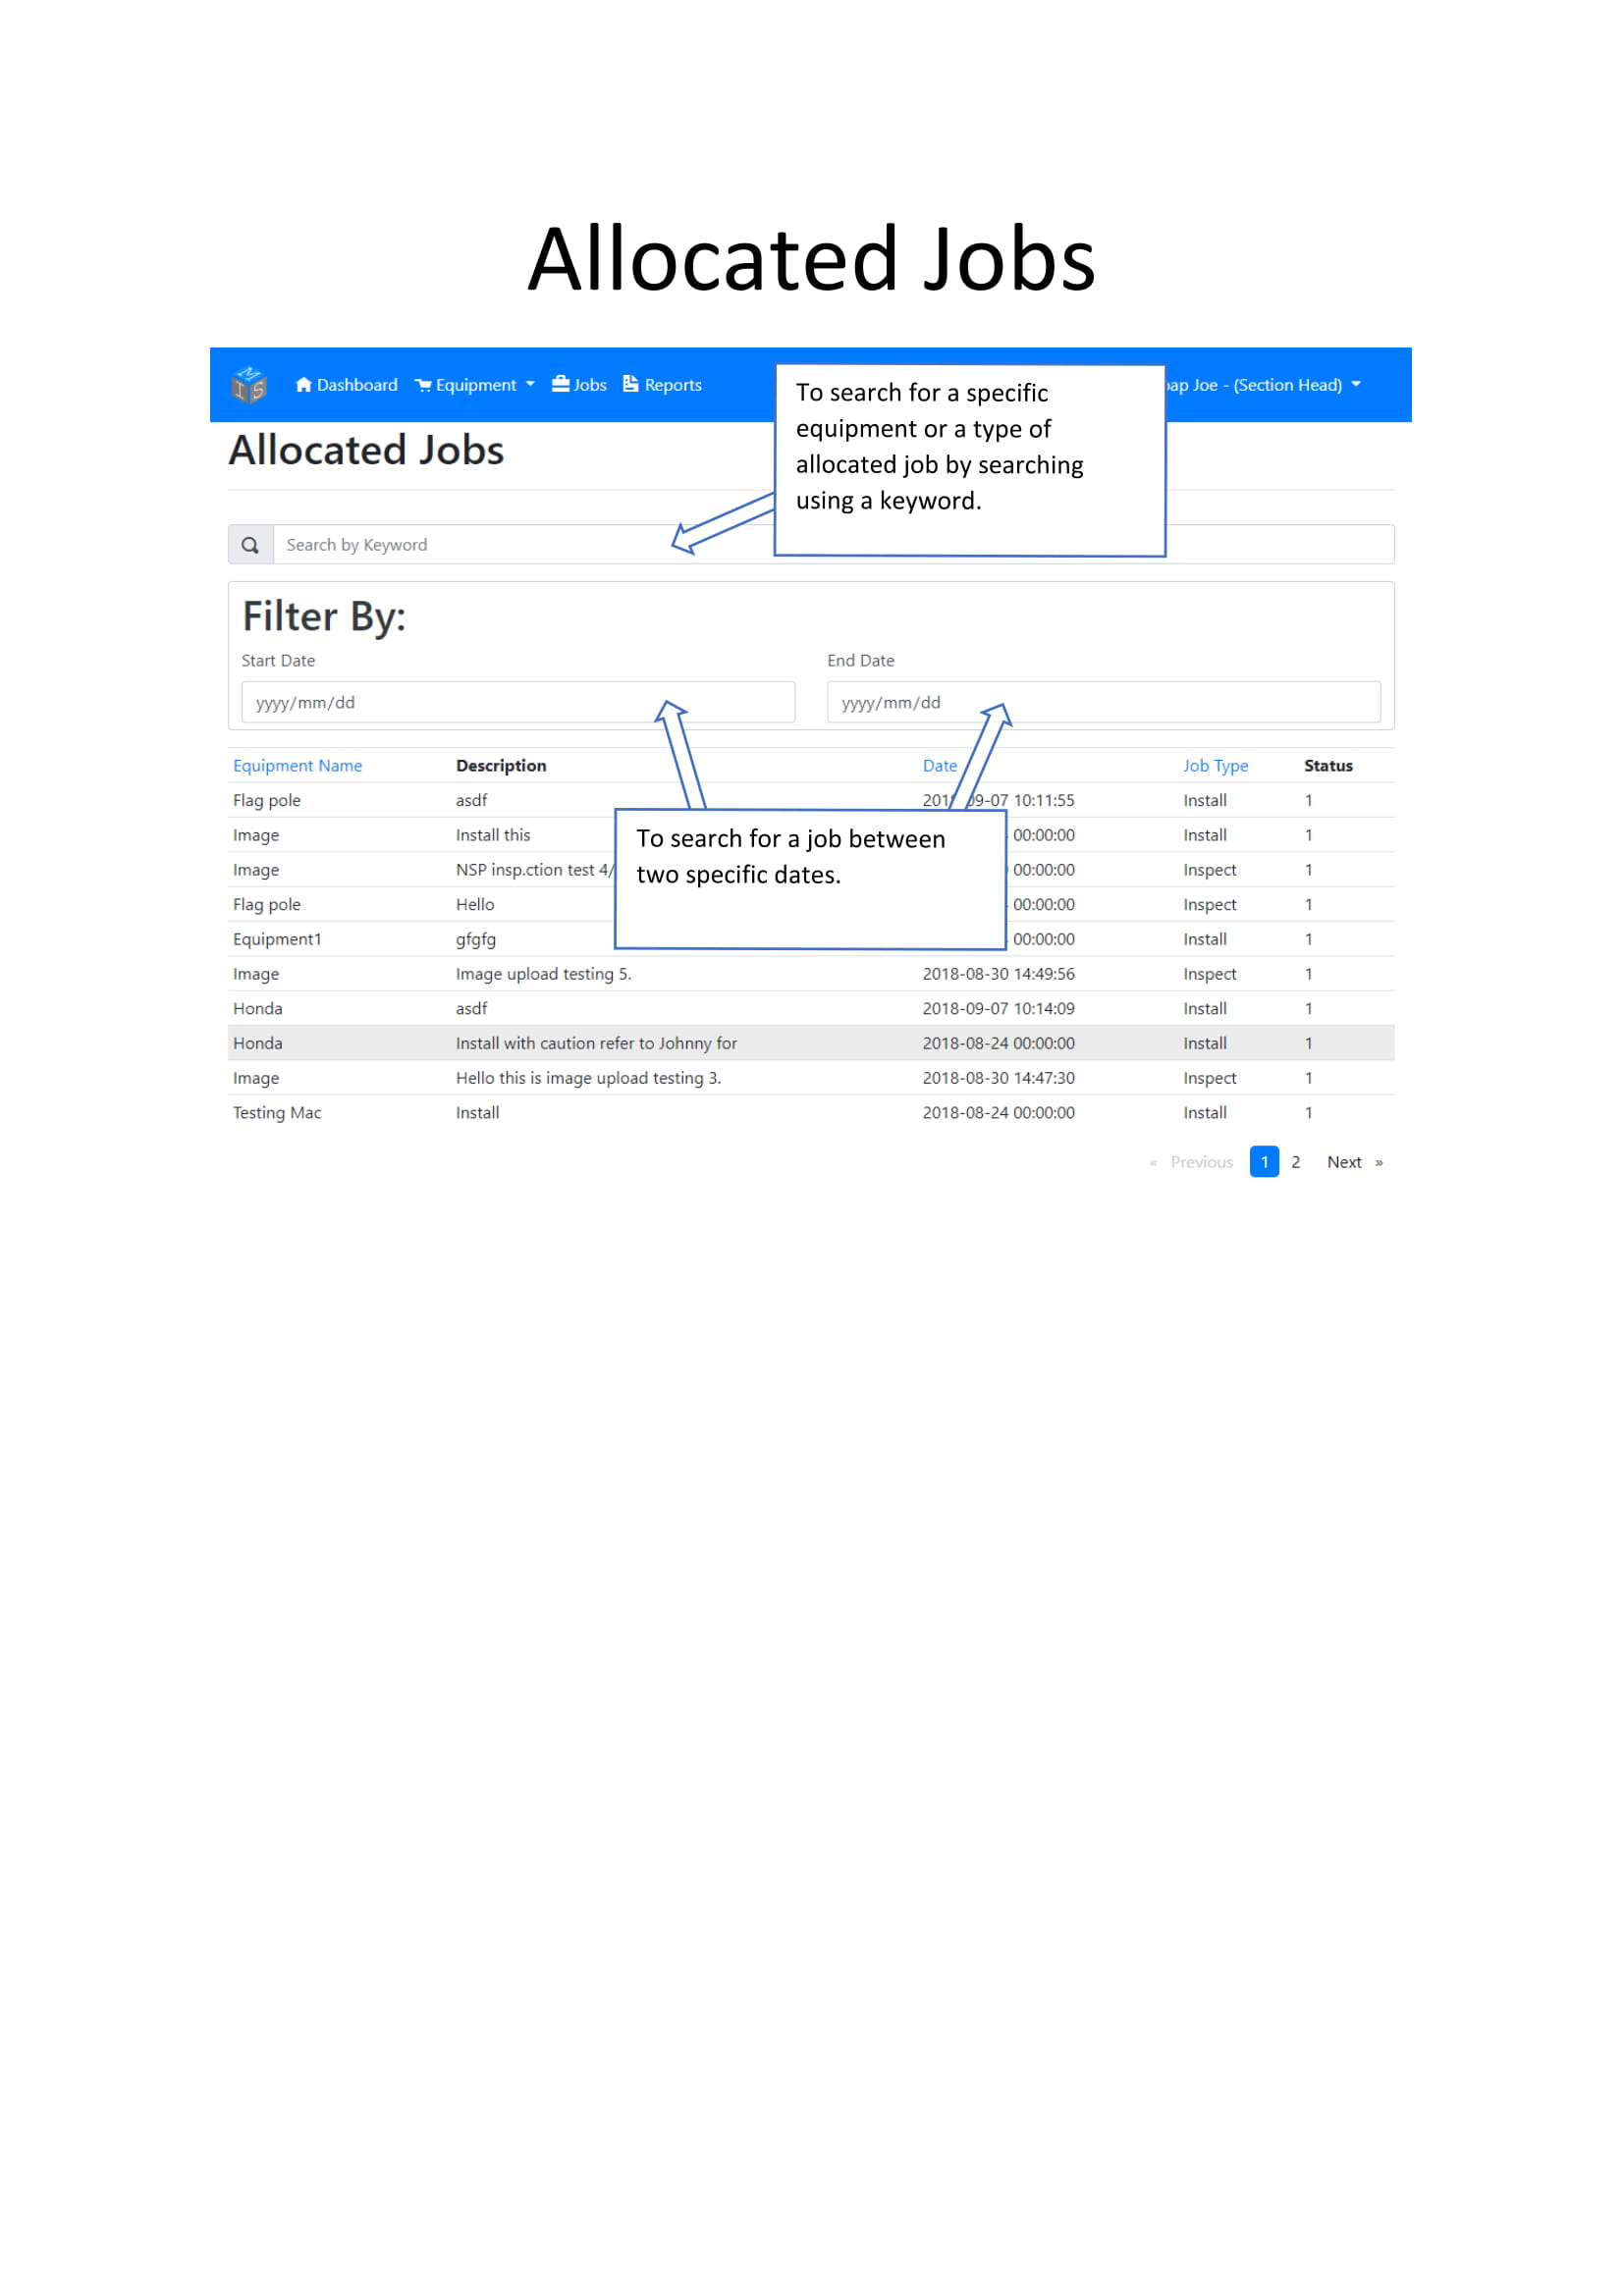 Allocated Jobs
MIS Dashboard Equipment Jobs Reports Joe - (Section Head)
To search for a specific
equipment or a type of
allocated job by searching
using a keyword.
Allocated Jobs
Search by Keyword
Filter By:
Start Date End Date
yyyy/mm/dd yyyy/mm/dd
Equipment Name Description Date Job Type Status
Flag pole asdf 09-07 10:11:55 Install 1
Image Install this 00:00:00 Install 1
Image NSP insp.ction test 4/ 00:00:00 Inspect 1
Flag pole Hello 00:00:00 Inspect 1
Equipment1 gfgfg 00:00:00 Install 1
To search for a job between
two specific dates.
Image Image upload testing 5. 2018-08-30 14:49:56 Inspect 1
Honda asdf 2018-09-07 10:14:09 Install 1
Honda Install with caution refer to Johnny for 2018-08-24 00:00:00 Install 1
Image Hello this is image upload testing 3. 2018-08-30 14:47:30 Inspect 1
Testing Mac Install 2018-08-24 00:00:00 Install 1
« Previous 1 2 Next »